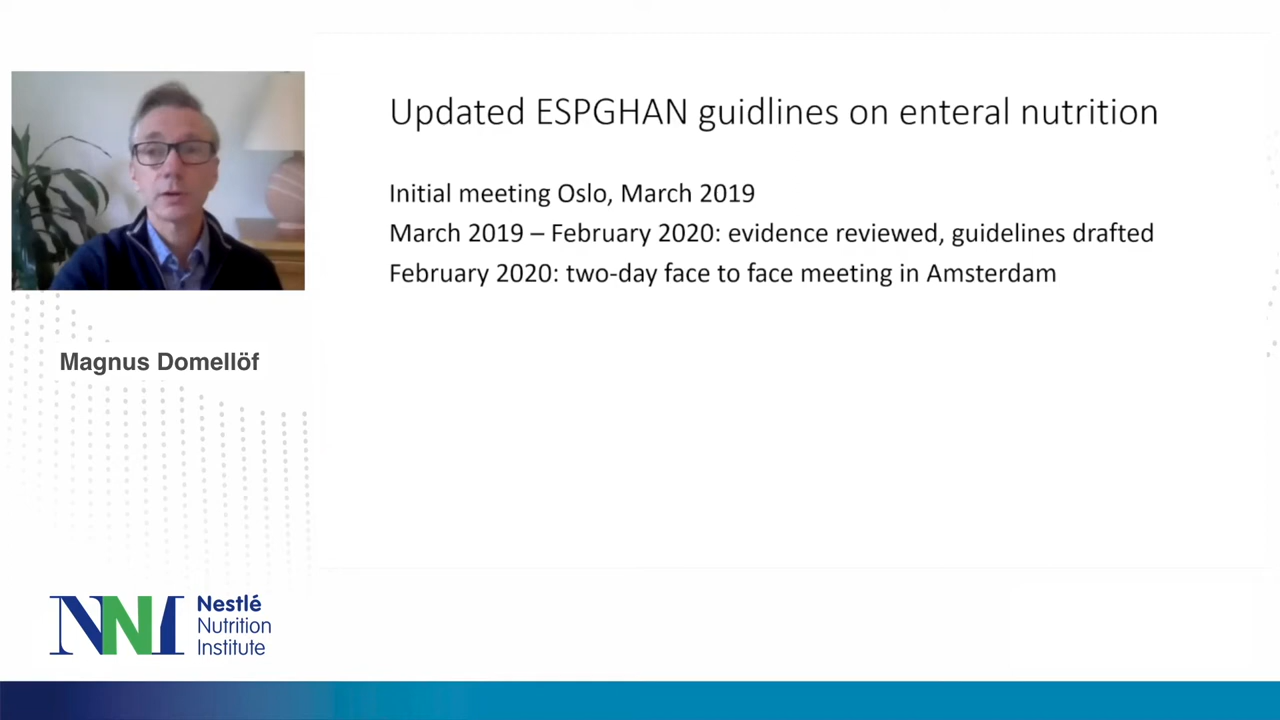 Updated ESPGHAN guidlines on enteral nutrition
Initial meeting Oslo, March 2019
March 2019 – February 2020: evidence reviewed, guidelines drafted
February 2020: two-day face to face meeting in Amsterdam
Magnus Domellöf
NNI
Nestlé
Nutrition
Institute